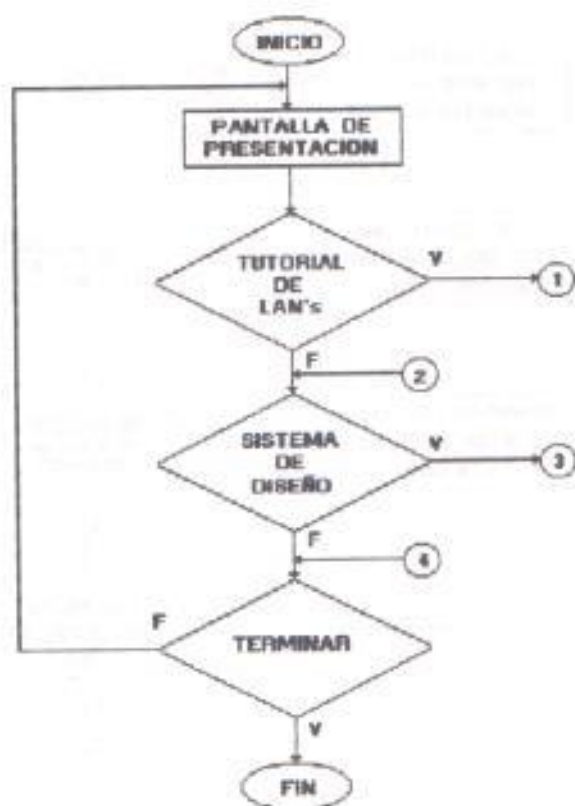 INICIO
PANTALLA DE
PRESENTACION
TUTORIAL
DE
LAN's
V
1
F
2
SISTEMA
DE
DISEÑO
V
3
F
4
F
TERMINAR
V
FIN